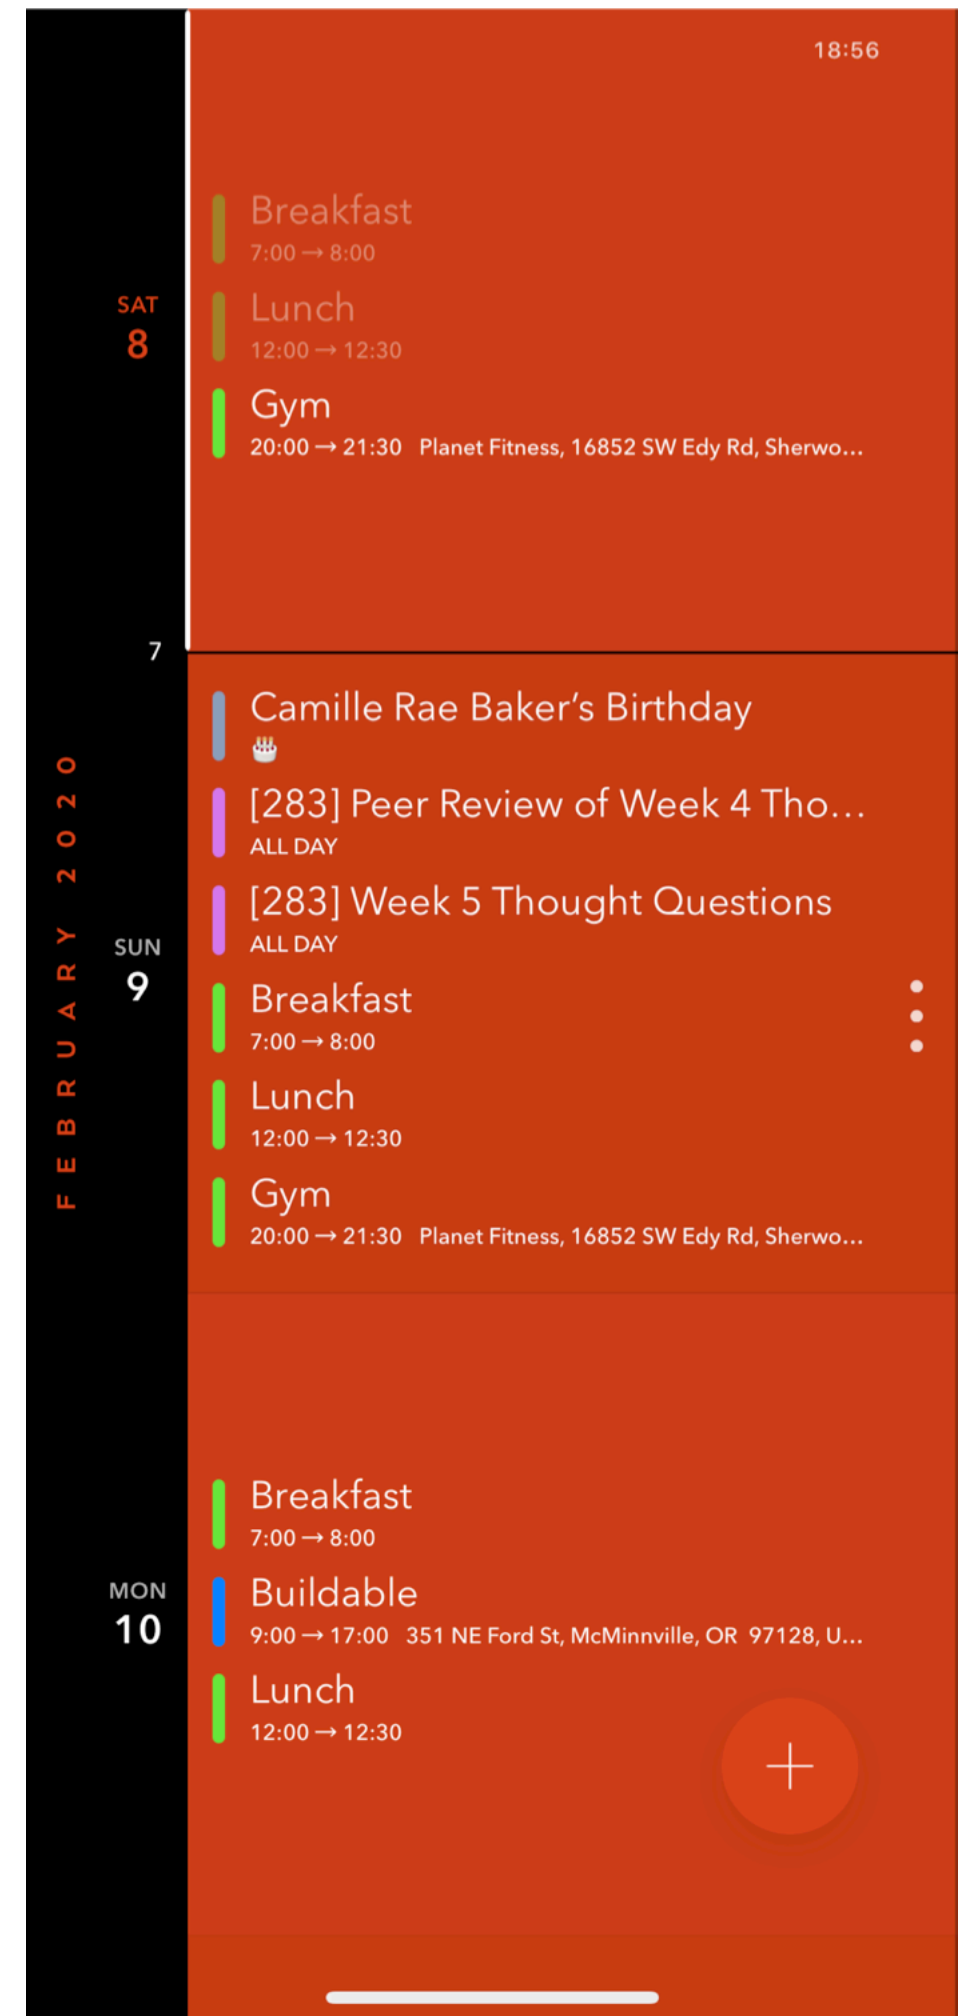 18:56
SAT
8
Breakfast
7:00 → 8:00
Lunch
12:00 → 12:30
Gym
20:00 → 21:30 Planet Fitness, 16852 SW Edy Rd, Sherwo...
7
FEBRUARY 2020
SUN
9
Camille Rae Baker’s Birthday
[283] Peer Review of Week 4 Tho...
ALL DAY
[283] Week 5 Thought Questions
ALL DAY
Breakfast
7:00 → 8:00
Lunch
12:00 → 12:30
Gym
20:00 → 21:30 Planet Fitness, 16852 SW Edy Rd, Sherwo...
MON
10
Breakfast
7:00 → 8:00
Buildable
9:00 → 17:00 351 NE Ford St, McMinnville, OR 97128, U...
Lunch
12:00 → 12:30